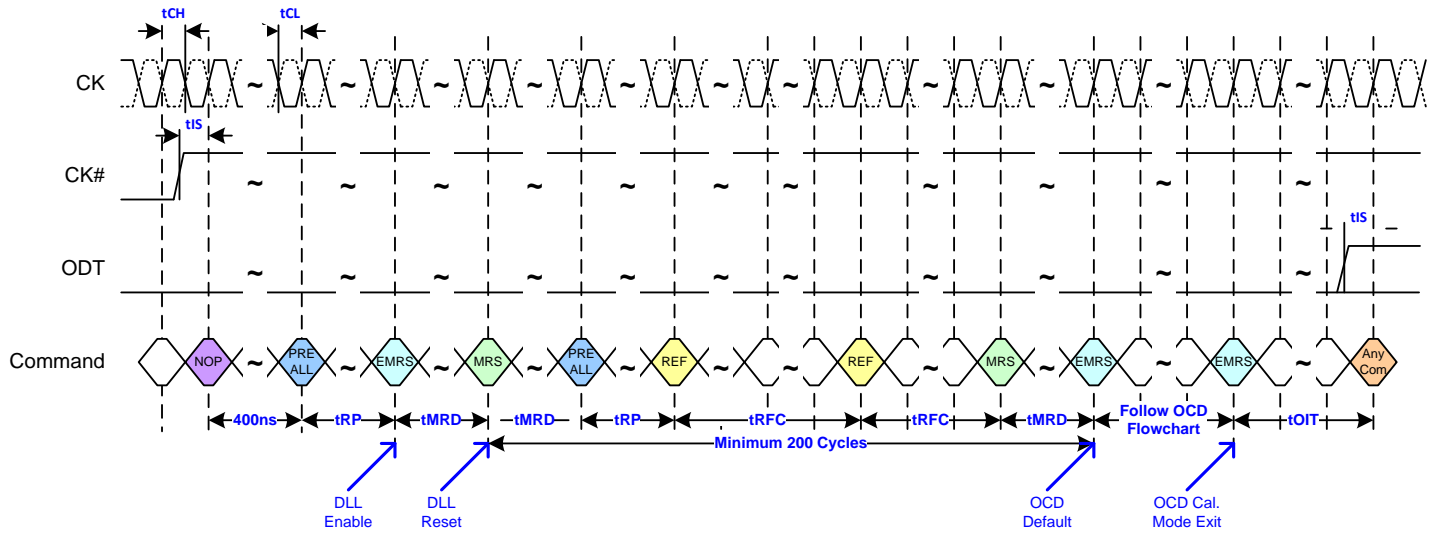 tCH
tCL
CK
~ ~ ~ ~ ~ ~ ~ ~ ~ ~ ~ ~
tIS
CK#
~ ~ ~ ~ ~ ~ ~ ~ ~ ~ ~ ~
tIS
ODT
~ ~ ~ ~ ~ ~ ~ ~ ~ ~ ~ ~
Command
NOP
~
PRE
ALL
~
EMRS
~
MRS
~
PRE
ALL
~
REF
~
~
REF
~
MRS
~
EMRS
~
EMRS
~
Any
Com
400ns
tRP
tMRD
tMRD
tRP
tRFC
tRFC
tMRD
Follow OCD
Flowchart
tOIT
Minimum 200 Cycles
DLL
Enable
DLL
Reset
OCD
Default
OCD Cal.
Mode Exit